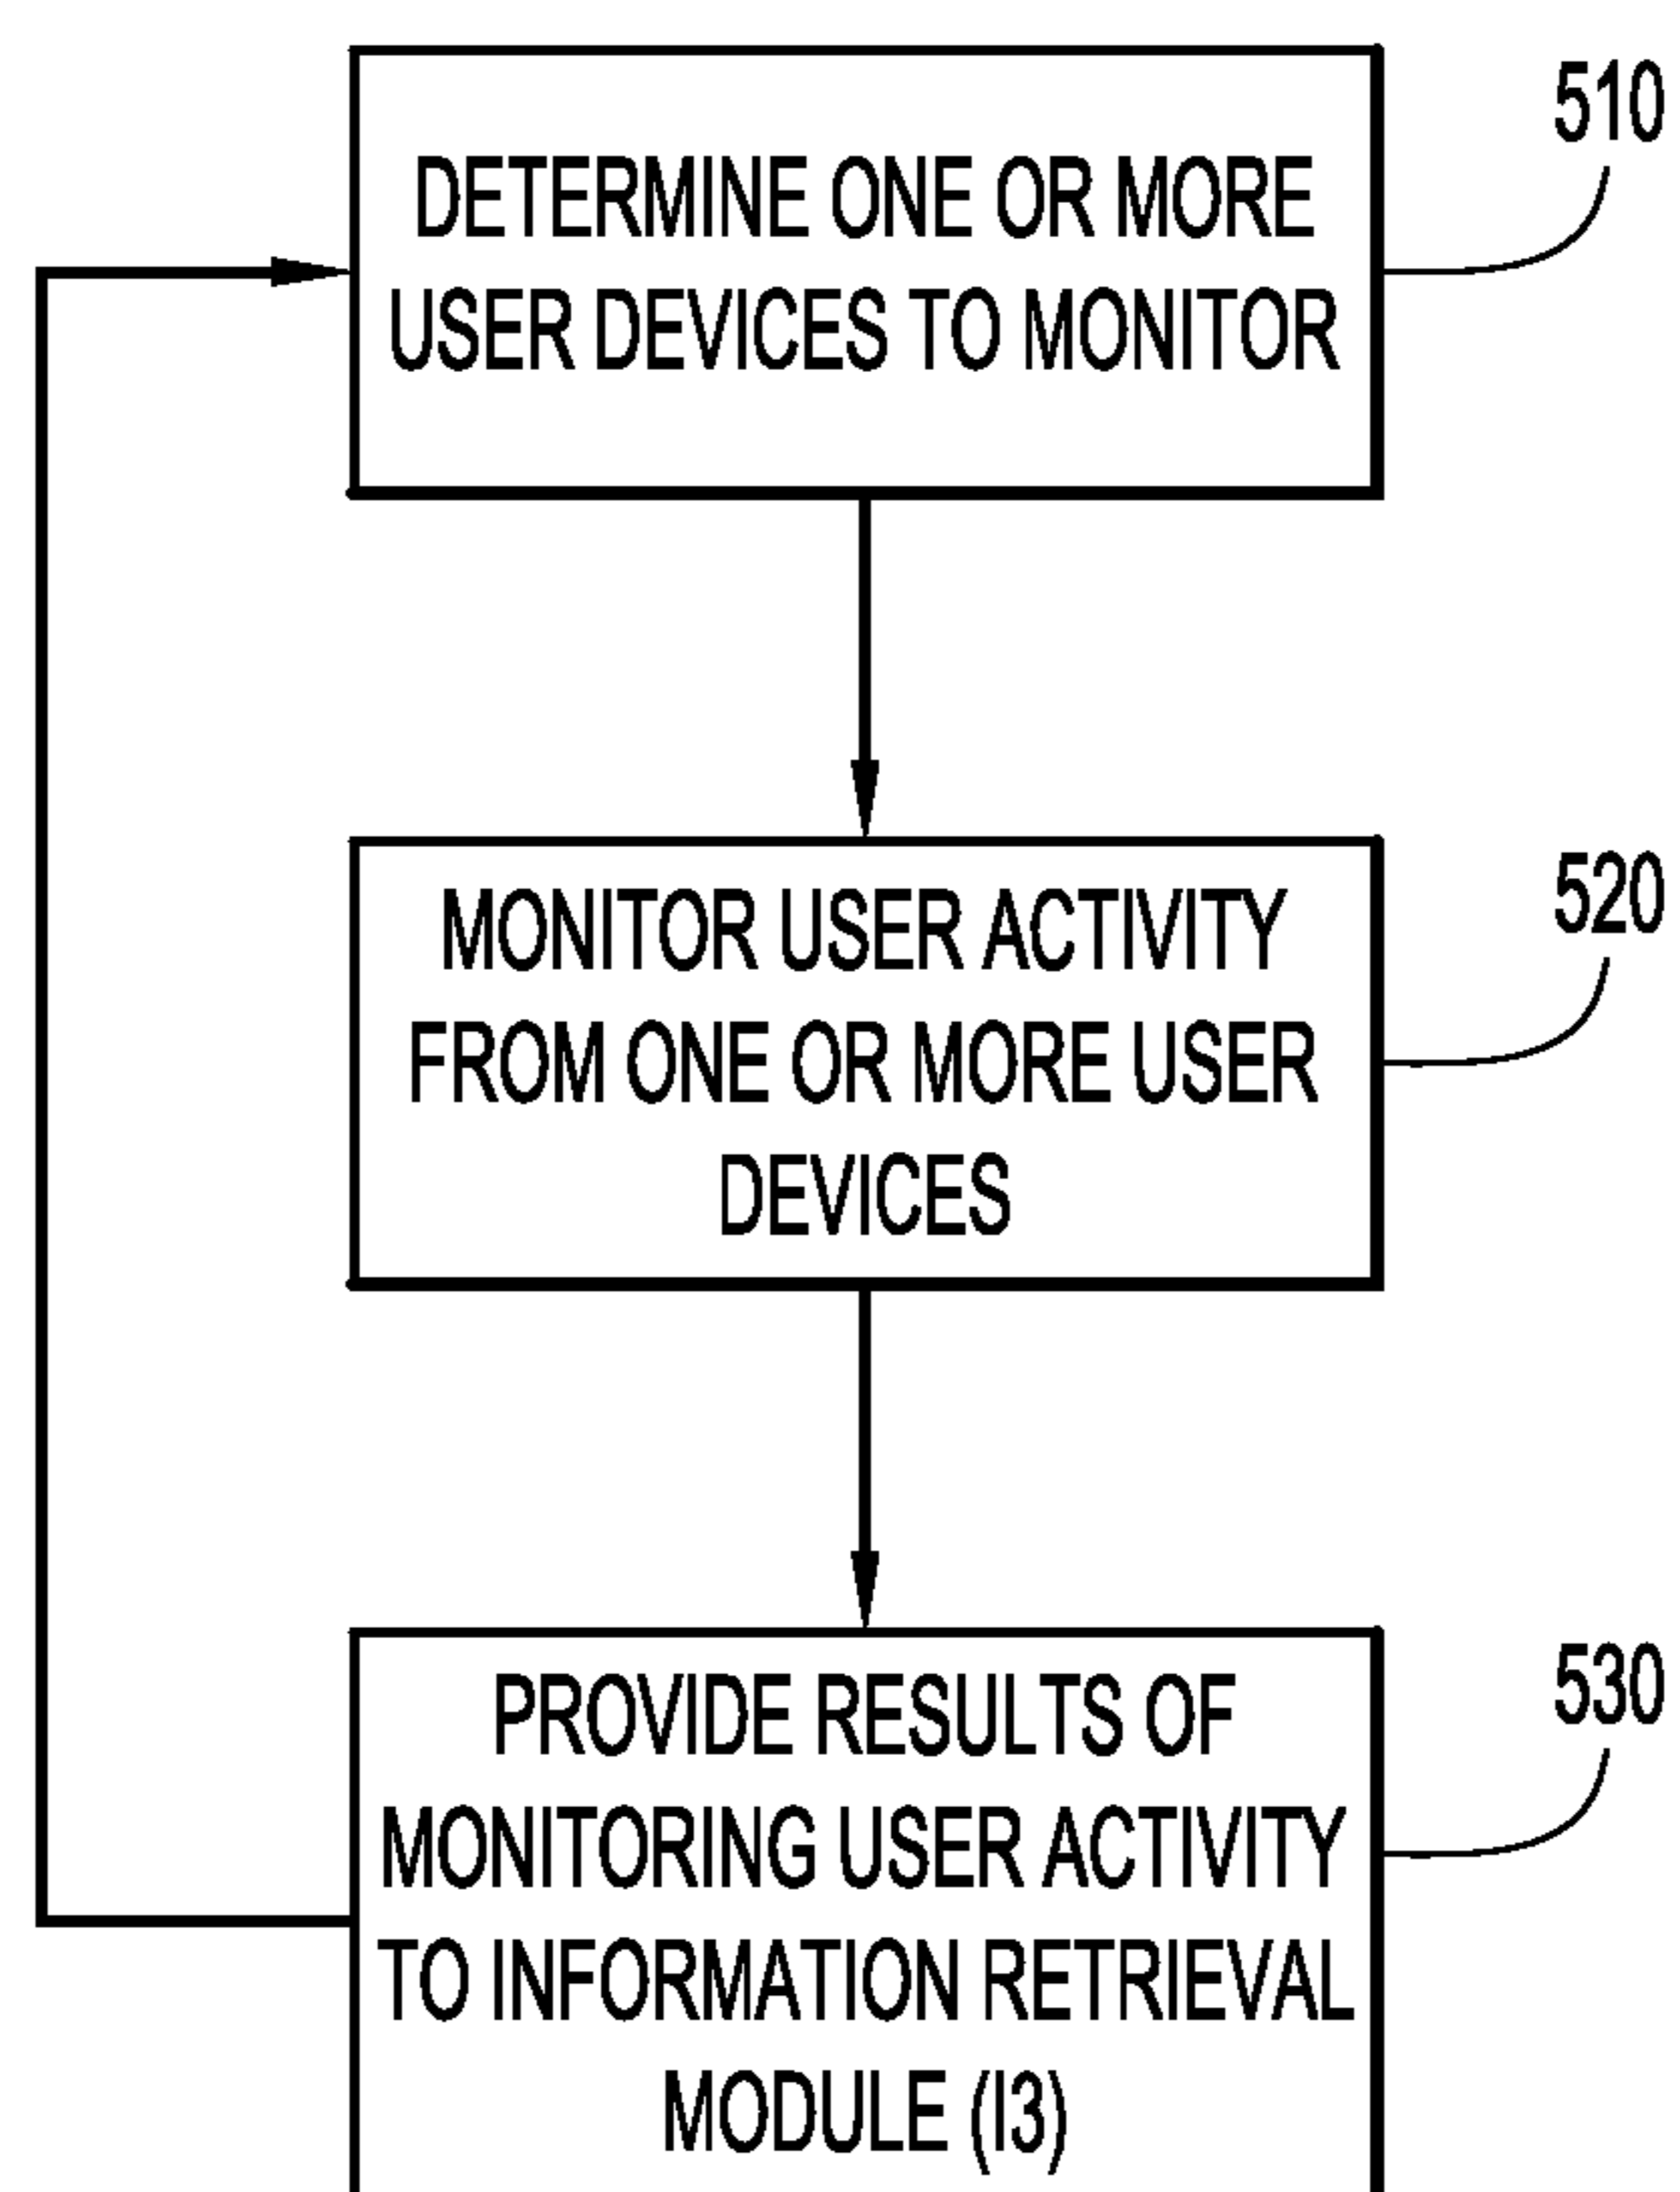 DETERMINE ONE OR MORE
USER DEVICES TO MONITOR
510
MONITOR USER ACTIVITY
FROM ONE OR MORE USER
DEVICES
520
PROVIDE RESULTS OF
MONITORING USER ACTIVITY
TO INFORMATION RETRIEVAL
MODULE (I3)
530